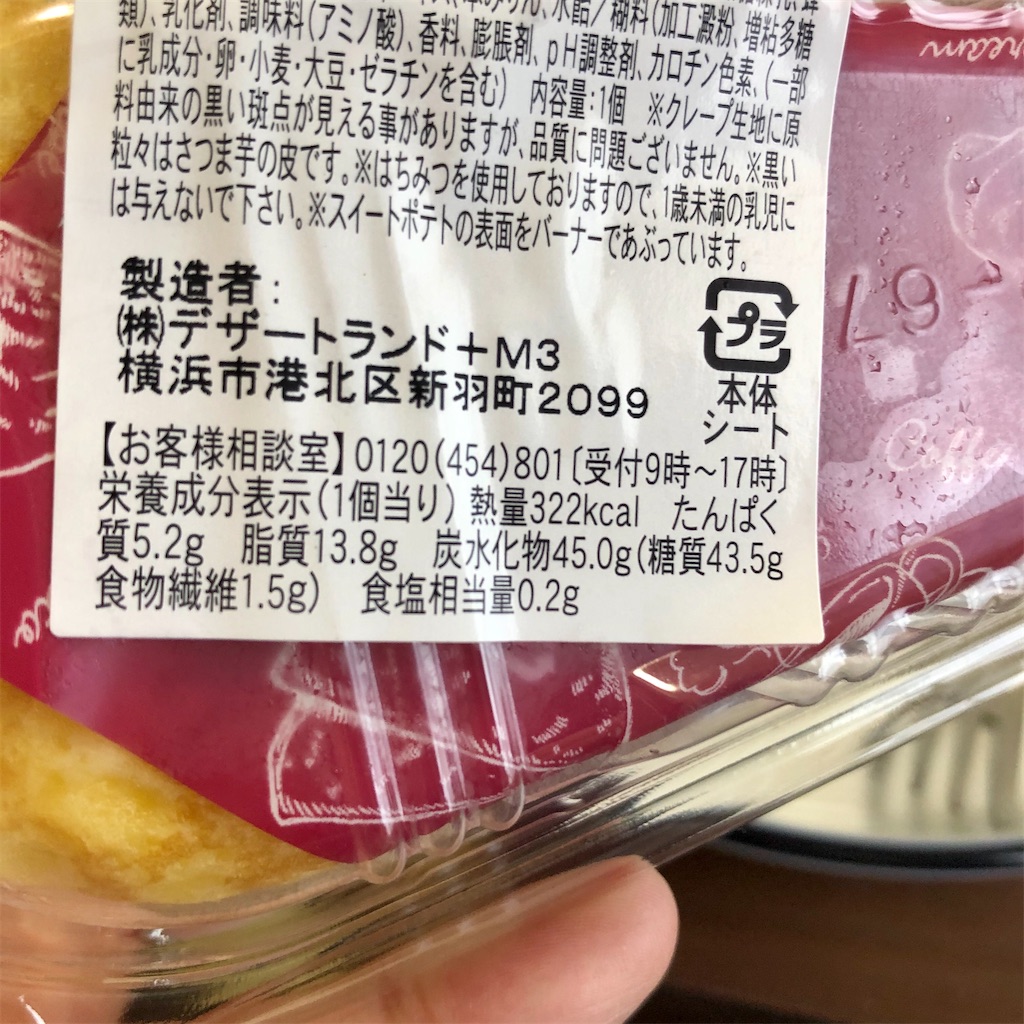 水飴/糊料(加工澱粉、増粘多糖
類)、乳化剤、調味料(アミノ酸)、香料、膨脹剤、pH調整剤、カロチン色素、(一部
に乳成分・卵・小麦・大豆・ゼラチンを含む) 内容量:1個 ※クレープ生地に原
料由来の黒い斑点が見える事がありますが、品質に問題ございません。※黒い
粒々はさつま芋の皮です。※はちみつを使用しておりますので、1歳未満の乳児に
は与えないで下さい。※スイートポテトの表面をバーナーであぶっています。
製造者:
(株)デザートランド+M3
横浜市港北区新羽町2099
プラ
本体
シート
【お客様相談室】0120(454)801〔受付9時~17時〕
栄養成分表示(1個当り) 熱量322kcal たんぱく
質5.2g 脂質13.8g 炭水化物45.0g(糖質43.5g
食物繊維1.5g) 食塩相当量0.2g
L9